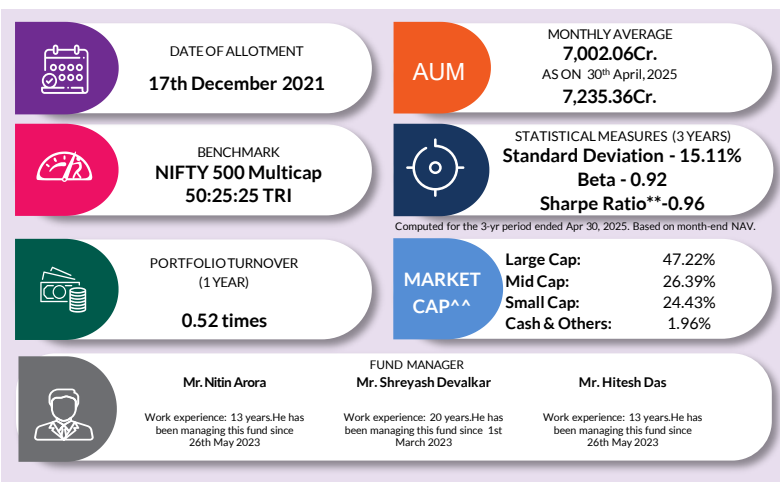 DATE OF ALLOTMENT
17th December 2021
AUM
MONTHLY AVERAGE
7,002.06Cr.
AS ON 30th April,2025
7,235.36Cr.
BENCHMARK
NIFTY 500 Multicap
50:25:25 TRI
STATISTICAL MEASURES (3 YEARS)
Standard Deviation - 15.11%
Beta - 0.92
Sharpe Ratio**-0.96
Computed for the 3-yr period ended Apr 30, 2025. Based on month-end NAV.
PORTFOLIO TURNOVER
(1 YEAR)
0.52 times
MARKET
CAP^^
Large Cap: 47.22%
Mid Cap: 26.39%
Small Cap: 24.43%
Cash & Others: 1.96%
FUND MANAGER
Mr. Nitin Arora
Work experience: 13 years.He has
been managing this fund since
26th May 2023
Mr. Shreyash Devalkar
Work experience: 20 years.He has
been managing this fund since 1st
March 2023
Mr. Hitesh Das
Work experience: 13 years.He has
been managing this fund since
26th May 2023